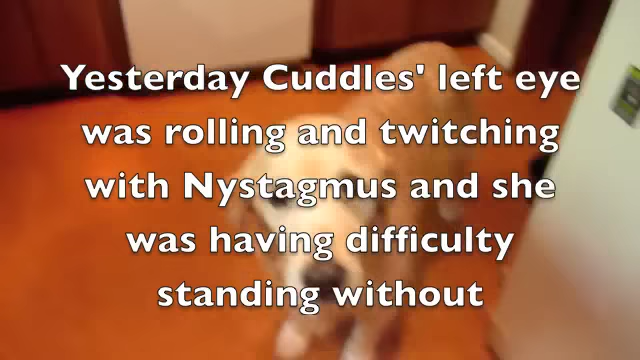 Yesterday Cuddles' left eye
was rolling and twitching
with Nystagmus and she
was having difficulty
standing without